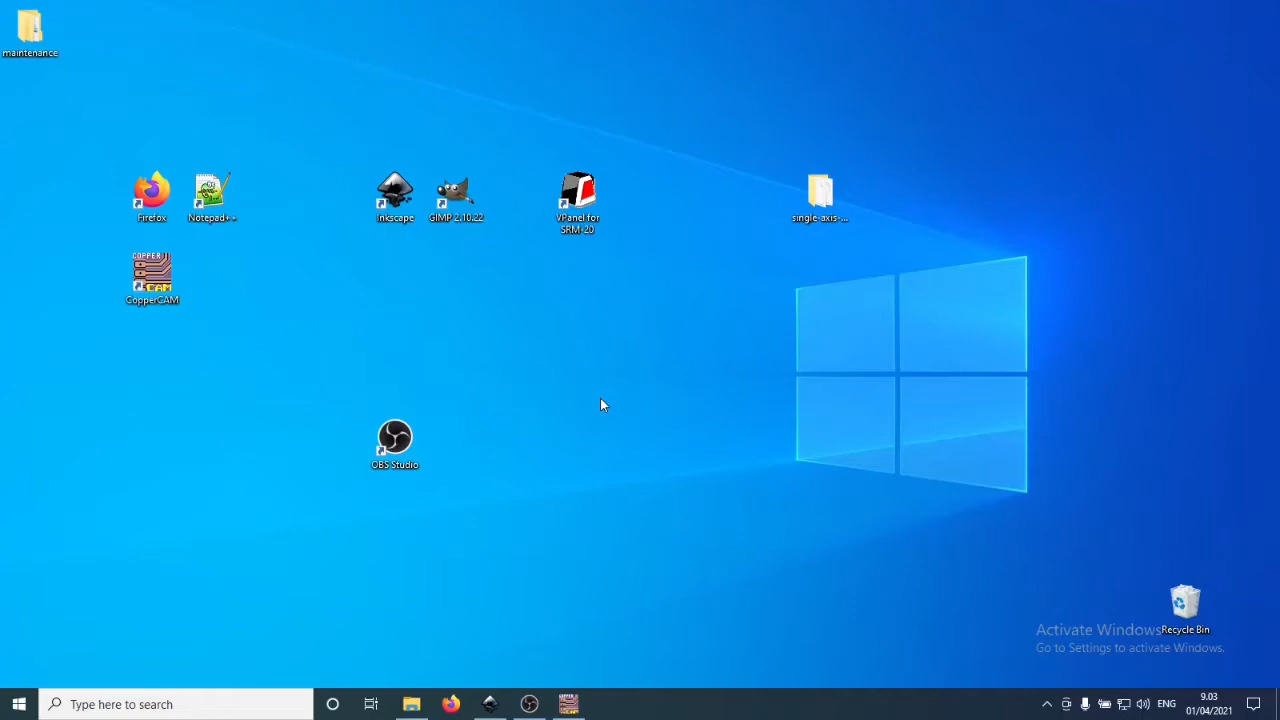 maintenance
Firefox
Notepad++
Inkscape
GIMP 2.10.22
VPanel for
SRM-20
single-axis-...
COPPER
CAM
CopperCAM
OBS Studio
Recycle Bin
Activate Windows
Go to Settings to activate Windows.
Type here to search
ENG
9.03
01/04/2021